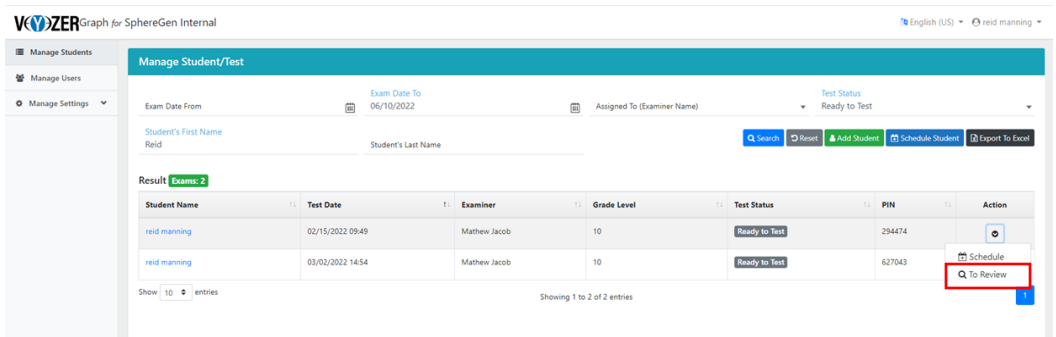 VOYZER Graph for SphereGen Internal
English (US)
reid manning
Manage Students
Manage Users
Manage Settings
Manage Student/Test
Exam Date From
Exam Date To
06/10/2022
Assigned To (Examiner Name)
Test Status
Ready to Test
Student's First Name
Reid
Student's Last Name
Search
Reset
Add Student
Schedule Student
Export To Excel
Result Exams: 2
Student Name Test Date Examiner Grade Level Test Status PIN Action
reid manning 02/15/2022 09:49 Mathew Jacob 10 Ready to Test 294474
reid manning 03/02/2022 14:54 Mathew Jacob 10 Ready to Test 627043
Schedule
To Review
Show 10 entries
Showing 1 to 2 of 2 entries
1